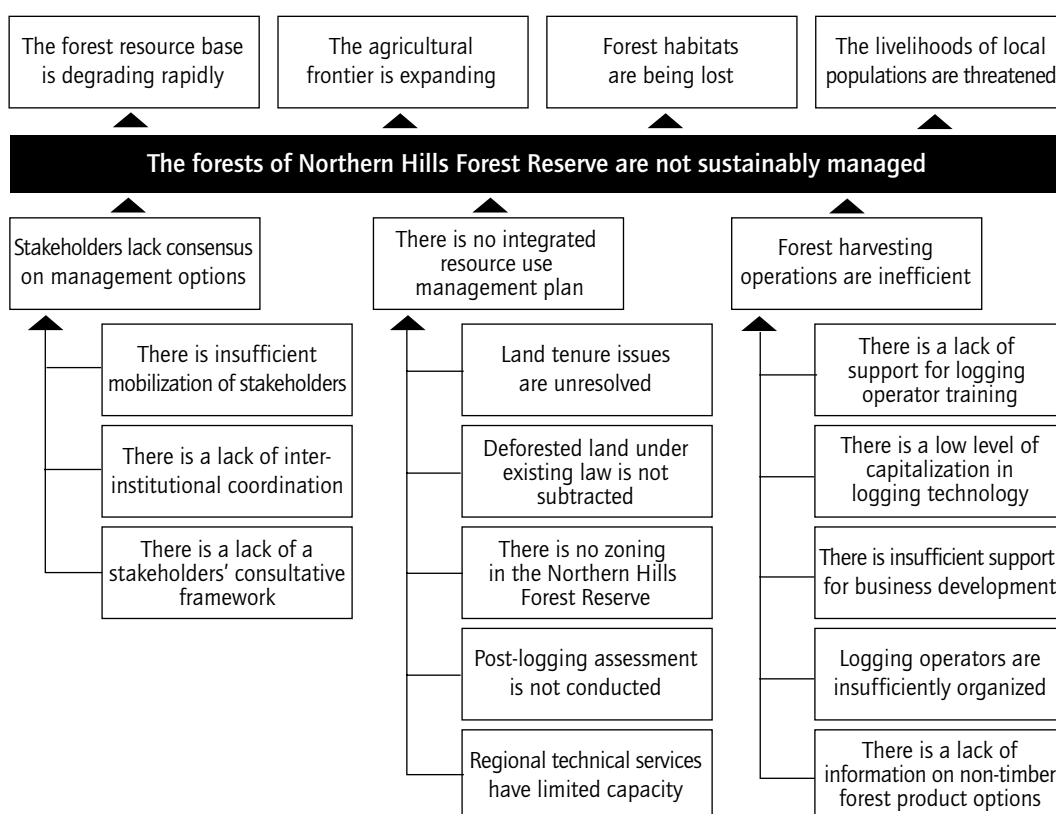 The forest resource base
is degrading rapidly
The agricultural
frontier is expanding
Forest habitats
are being lost
The livelihoods of local
populations are threatened
The forests of Northern Hills Forest Reserve are not sustainably managed
Stakeholders lack consensus
on management options
There is insufficient
mobilization of stakeholders
There is a lack of inter-
institutional coordination
There is a lack of a
stakeholders’ consultative
framework
There is no integrated
resource use
management plan
Land tenure issues
are unresolved
Deforested land under
existing law is not
subtracted
There is no zoning
in the Northern Hills
Forest Reserve
Post-logging assessment
is not conducted
Regional technical services
have limited capacity
Forest harvesting
operations are inefficient
There is a lack of
support for logging
operator training
There is a low level of
capitalization in
logging technology
There is insufficient support
for business development
Logging operators are
insufficiently organized
There is a lack of
information on non-timber
forest product options